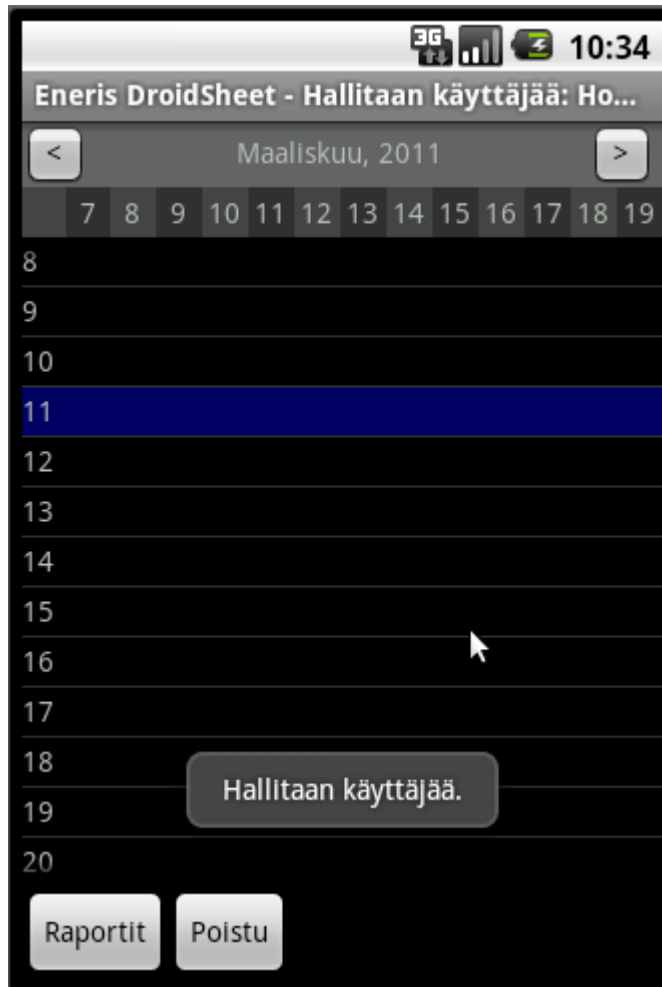 3G 10:34
Eneris DroidSheet - Hallitaan käyttäjää: Ho...
< Maaliskuu, 2011 >
7 8 9 10 11 12 13 14 15 16 17 18 19
8
9
10
11
12
13
14
15
16
17
18
Hallitaan käyttäjää.
19
20
Raportit Poistu